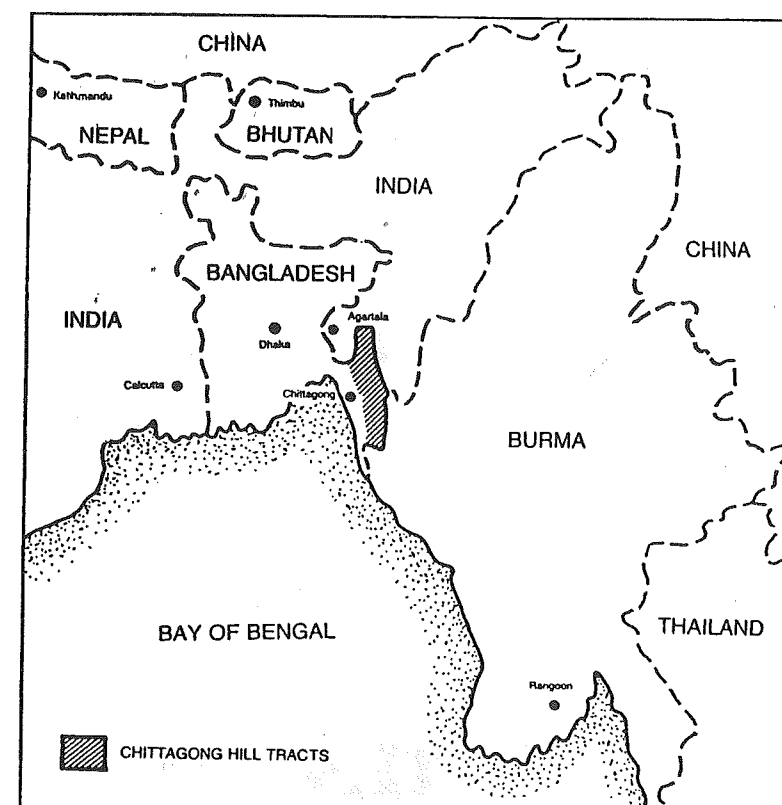 CHINA
Kathmandu
Thimbu
NEPAL
BHUTAN
INDIA
CHINA
BANGLADESH
INDIA
Agartala
Dhaka
Calcutta
Chittagong
BURMA
BAY OF BENGAL
THAILAND
Rangoon
CHITTAGONG HILL TRACTS